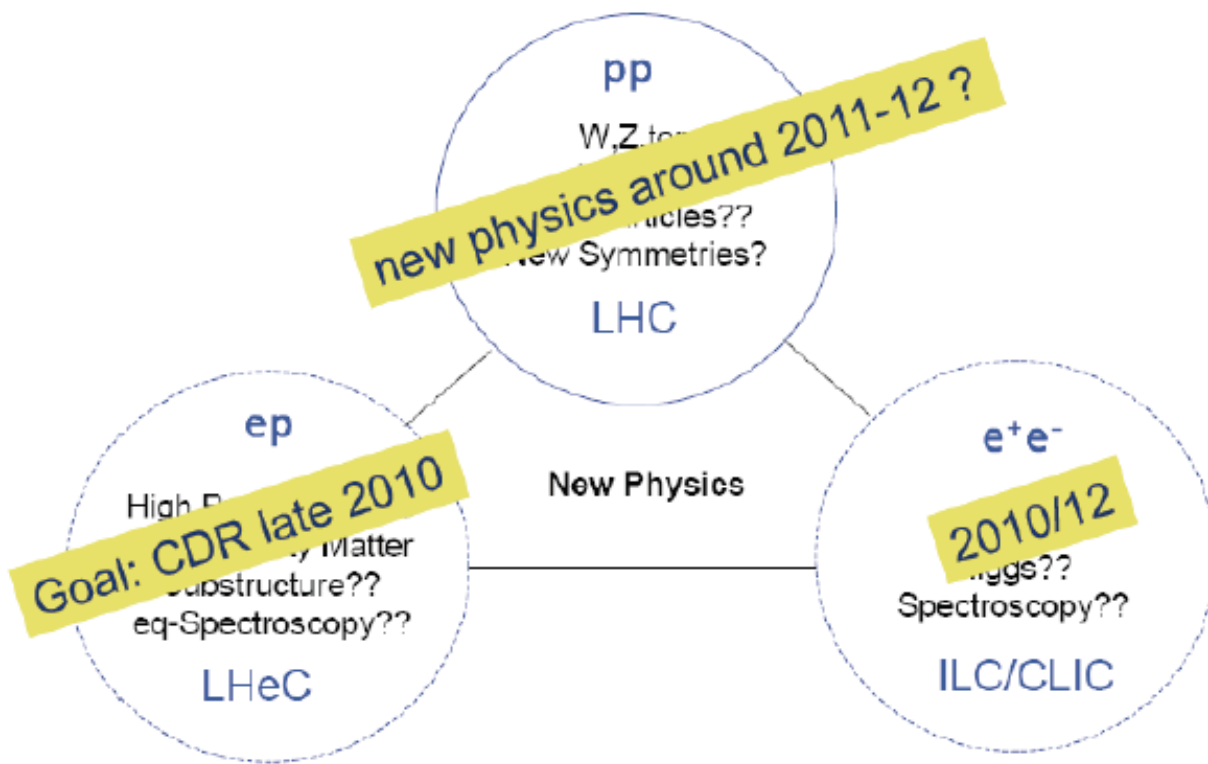 pp
W,Z,top
new physics around 2011-12 ?
New Symmetries?
LHC
ep
High
Goal: CDR late 2010
Matter
Substructure??
eq-Spectroscopy??
LHeC
New Physics
e⁺e⁻
2010/12
Higgs??
Spectroscopy??
ILC/CLIC